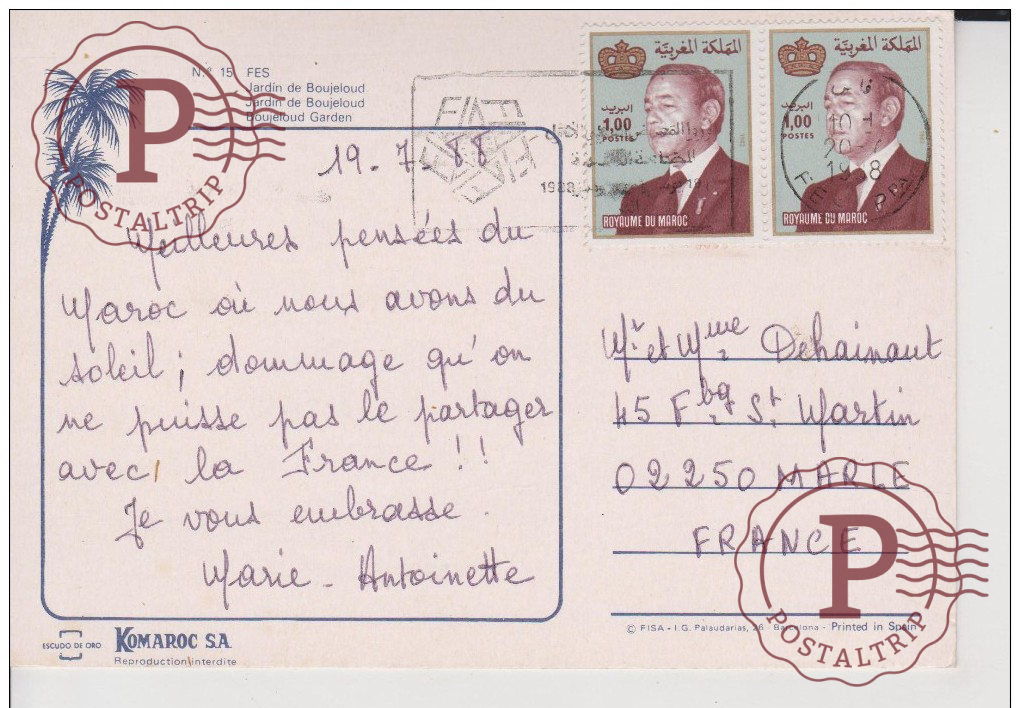 N.º 15 FES
Jardín de Boujeloud
Jardin de Boujeloud
Boujeloud Garden
19-7-88
Meilleures pensées du
Maroc où nous avons du
soleil ; dommage qu'on
ne puisse pas le partager
avec la France !!
Je vous embrasse.
Marie-Antoinette
ESCUDO DE ORO
KOMAROC S.A.
Reproduction interdite
المملكة المغربية
البريد
1,00
POSTES
ROYAUME DU MAROC
المملكة المغربية
البريد
1,00
POSTES
ROYAUME DU MAROC
فاس
1988
Mr et Mme Dehainaut
45 Fbg St Martin
02250 MARLE
FRANCE
© FISA - I.G. Palaudarias, 26 - Barcelona - Printed in Spain
P
POSTALTRIP
P
POSTALTRIP